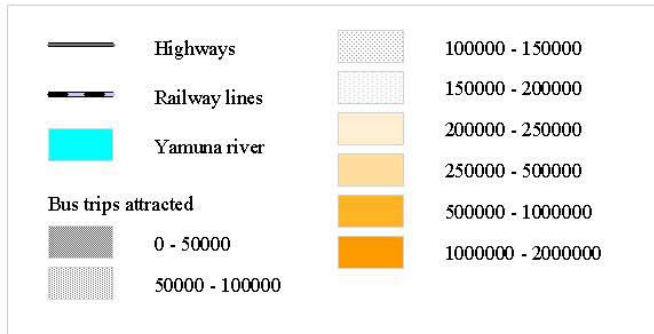 Highways
Railway lines
Yamuna river
Bus trips attracted
0 - 50000
50000 - 100000
100000 - 150000
150000 - 200000
200000 - 250000
250000 - 500000
500000 - 1000000
1000000 - 2000000